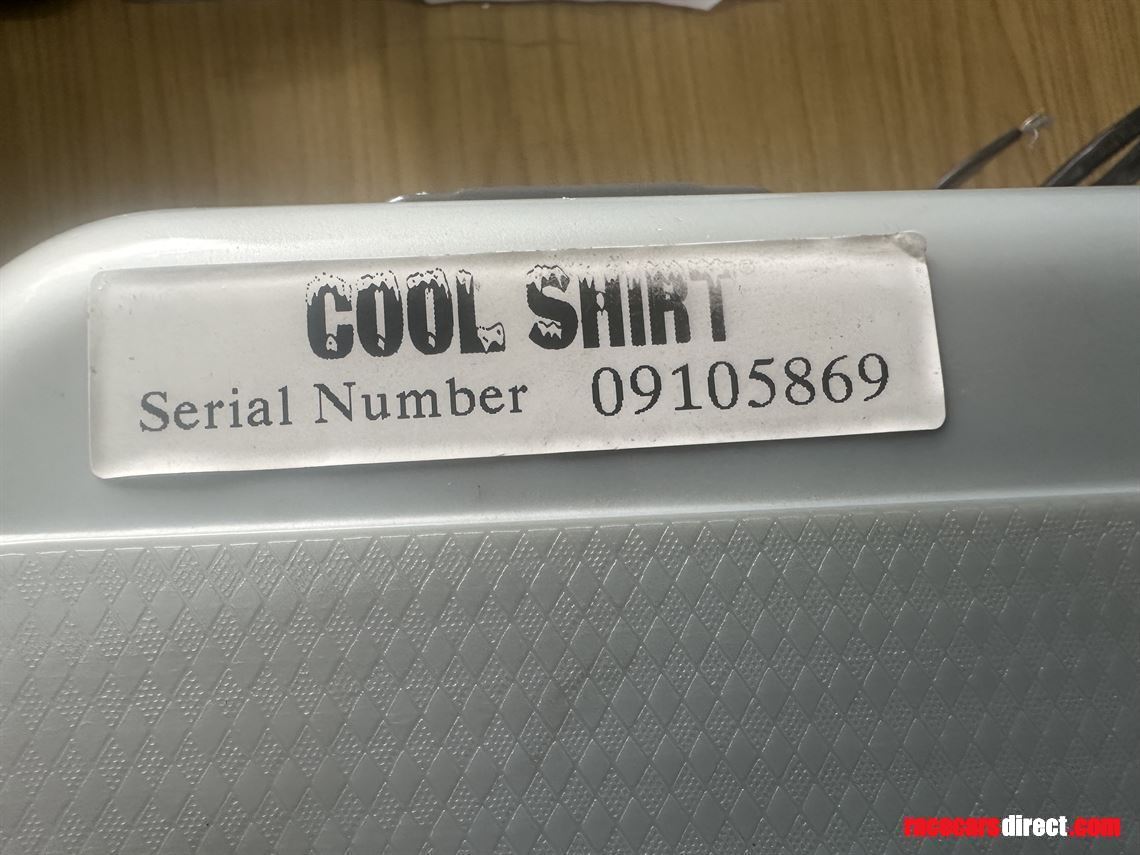 COOL SHIRT®
Serial Number 09105869
racecarsdirect.com